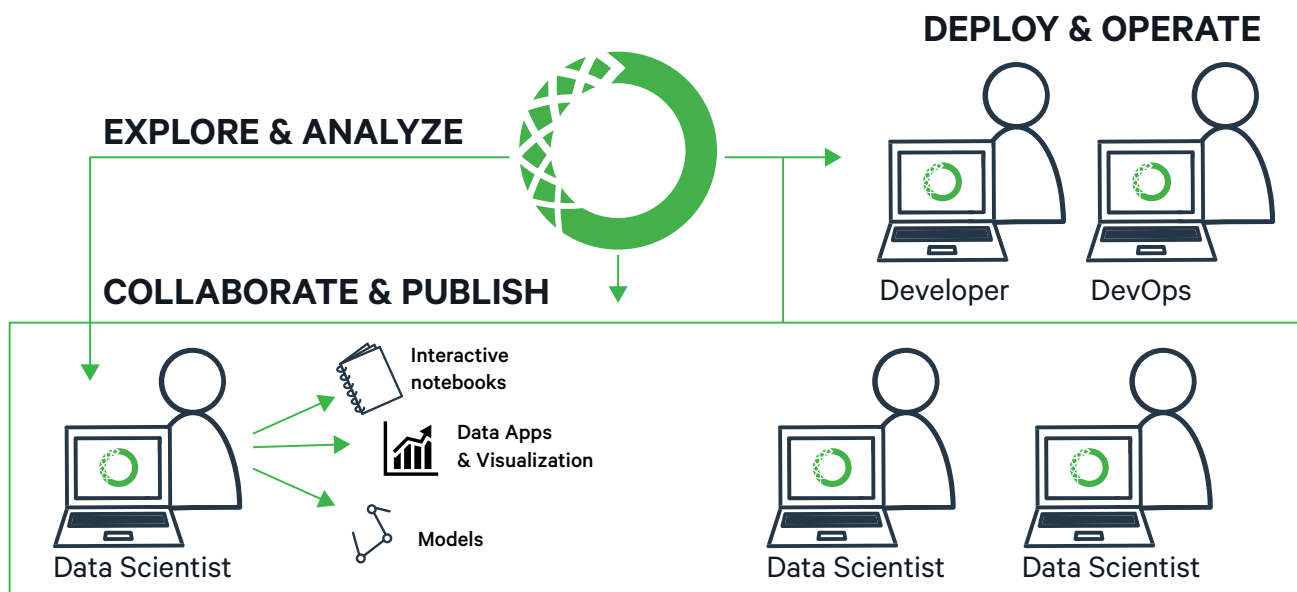 DEPLOY & OPERATE
EXPLORE & ANALYZE
Developer
DevOps
COLLABORATE & PUBLISH
Interactive
notebooks
Data Apps
& Visualization
Models
Data Scientist
Data Scientist
Data Scientist